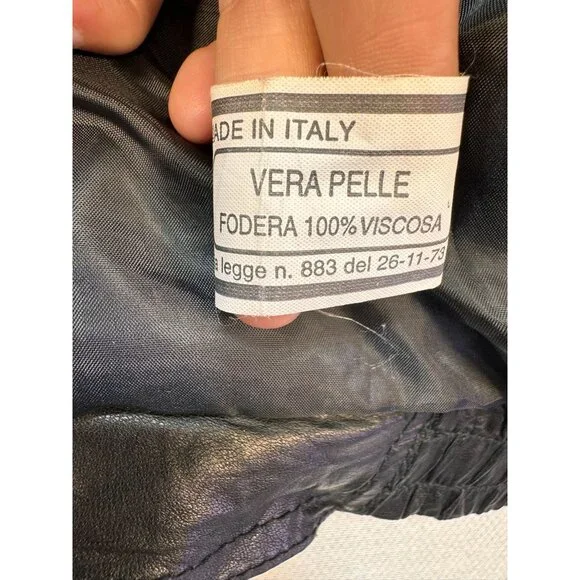 ADE IN ITALY
VERA PELLE
FODERA 100% VISCOSA
legge n. 883 del 26-11-73